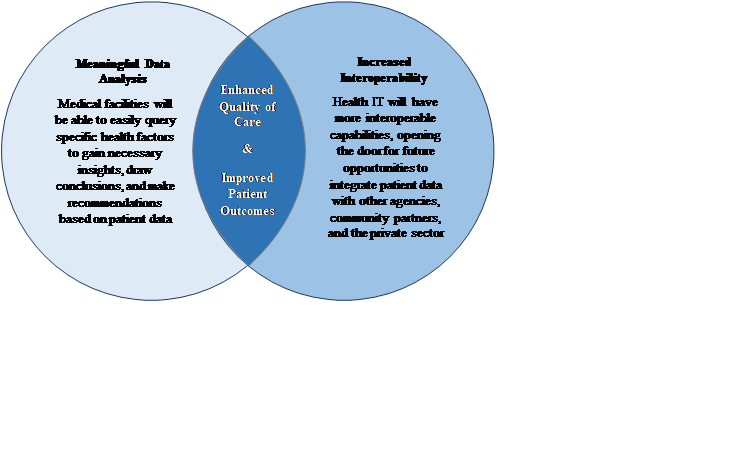 Meaningful Data
Analysis
Medical facilities will
be able to easily query
specific health factors
to gain necessary
insights, draw
conclusions, and make
recommendations
based on patient data
Enhanced
Quality of
Care
&
Improved
Patient
Outcomes
Increased
Interoperability
Health IT will have
more interoperable
capabilities, opening
the door for future
opportunities to
integrate patient data
with other agencies,
community partners,
and the private sector